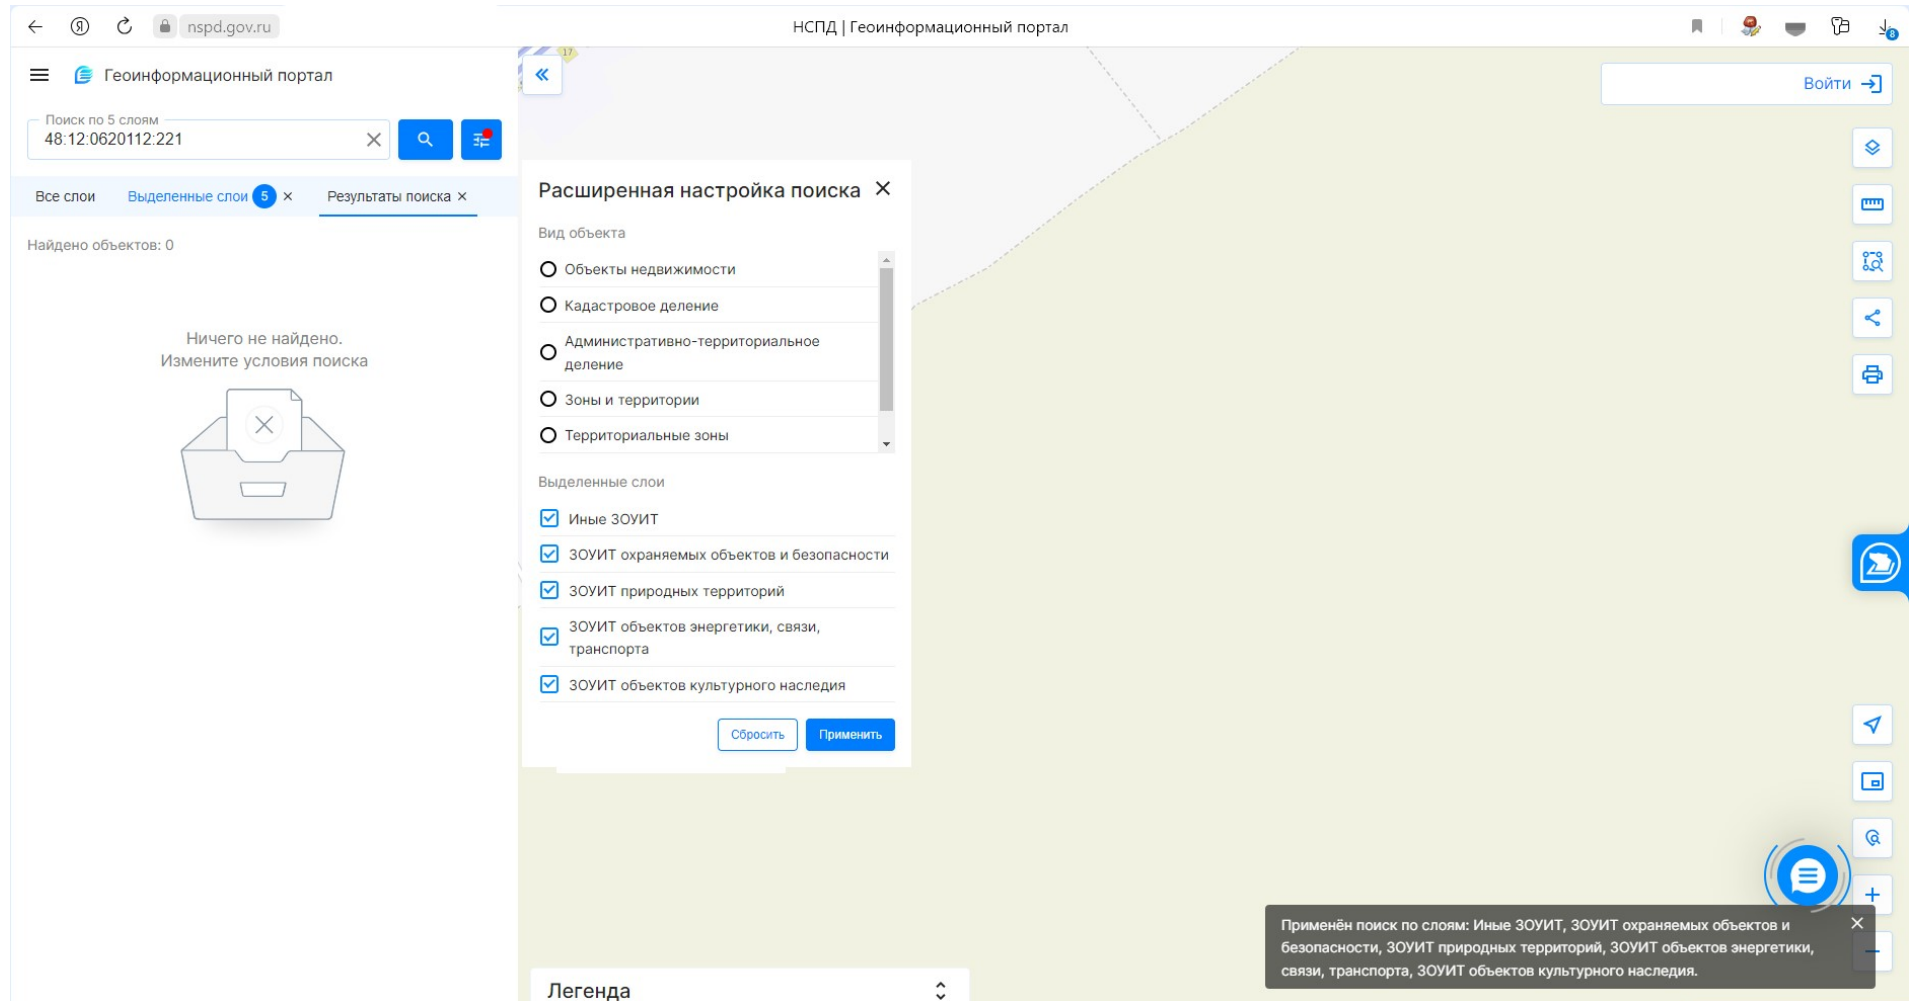 nspd.gov.ru
НСПД | Геоинформационный портал
8
Геоинформационный портал
Поиск по 5 слоям
48:12:0620112:221
Все слои Выделенные слои 5 × Результаты поиска ×
Найдено объектов: 0
Ничего не найдено.
Измените условия поиска
17
Войти
Расширенная настройка поиска
Вид объекта
Объекты недвижимости
Кадастровое деление
Административно-территориальное
деление
Зоны и территории
Территориальные зоны
Выделенные слои
Иные ЗОУИТ
ЗОУИТ охраняемых объектов и безопасности
ЗОУИТ природных территорий
ЗОУИТ объектов энергетики, связи,
транспорта
ЗОУИТ объектов культурного наследия
Сбросить Применить
Применён поиск по слоям: Иные ЗОУИТ, ЗОУИТ охраняемых объектов и
безопасности, ЗОУИТ природных территорий, ЗОУИТ объектов энергетики,
связи, транспорта, ЗОУИТ объектов культурного наследия.
Легенда